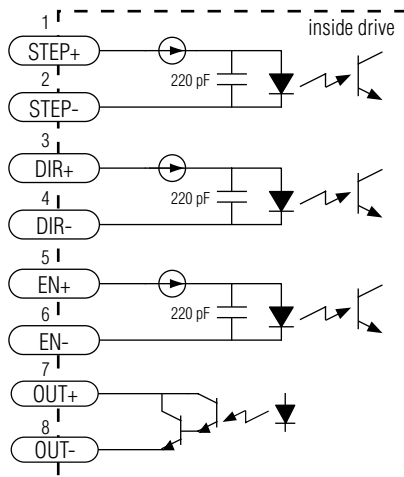 inside drive
1
STEP+
220 pF
2
STEP-
3
DIR+
220 pF
4
DIR-
5
EN+
220 pF
6
EN-
7
OUT+
8
OUT-